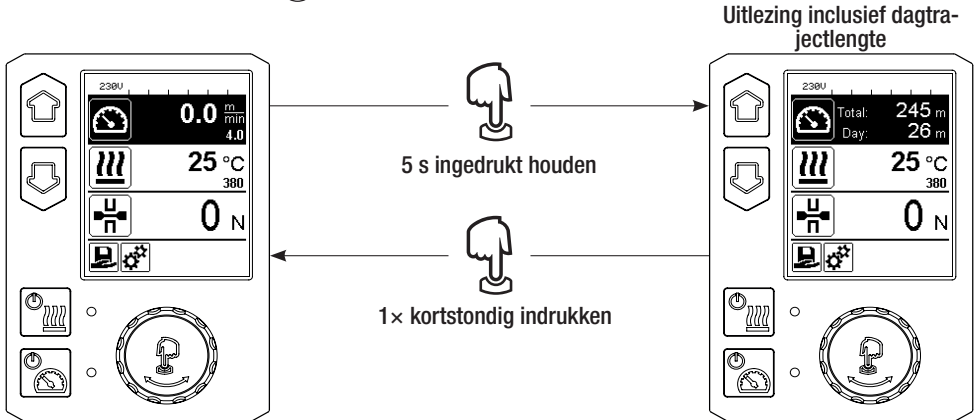 Uitlezing inclusief dagtra-
jectlengte
230V
0.0 m/min
4.0
25 °C
380
0 N
5 s ingedrukt houden
1× kortstondig indrukken
230V
Total: 245 m
Day: 26 m
25 °C
380
0 N